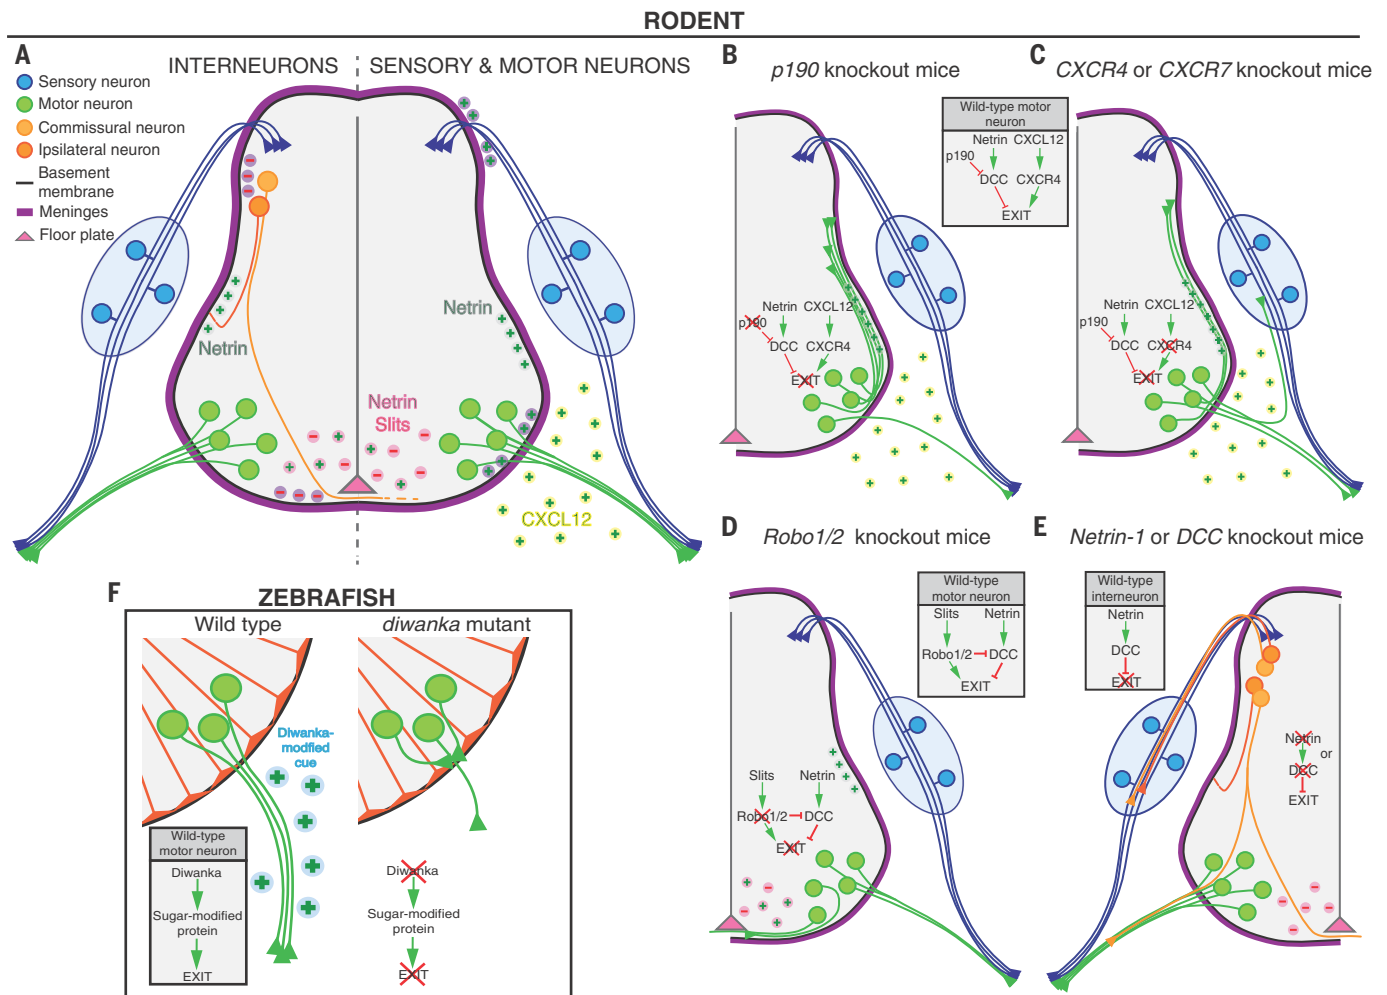 RODENT
A
INTERNEURONS
SENSORY & MOTOR NEURONS
Sensory neuron
Motor neuron
Commissural neuron
Ipsilateral neuron
Basement
membrane
Meninges
Floor plate
Netrin
Netrin
Netrin
Slits
CXCL12
B
p190 knockout mice
Wild-type motor
neuron
Netrin CXCL12
p190
DCC CXCR4
EXIT
Netrin CXCL12
p190
DCC CXCR4
EXIT
C
CXCR4 or CXCR7 knockout mice
Netrin CXCL12
p190
DCC CXCR4
EXIT
D
Robo1/2 knockout mice
Wild-type
motor neuron
Slits Netrin
Robo1/2 DCC
EXIT
Slits Netrin
Robo1/2 DCC
EXIT
E
Netrin-1 or DCC knockout mice
Wild-type
interneuron
Netrin
DCC
EXIT
Netrin
or
DCC
EXIT
F
ZEBRAFISH
Wild type
diwanka mutant
Diwanka-
modfied
cue
Wild-type
motor neuron
Diwanka
Sugar-modified
protein
EXIT
Diwanka
Sugar-modified
protein
EXIT